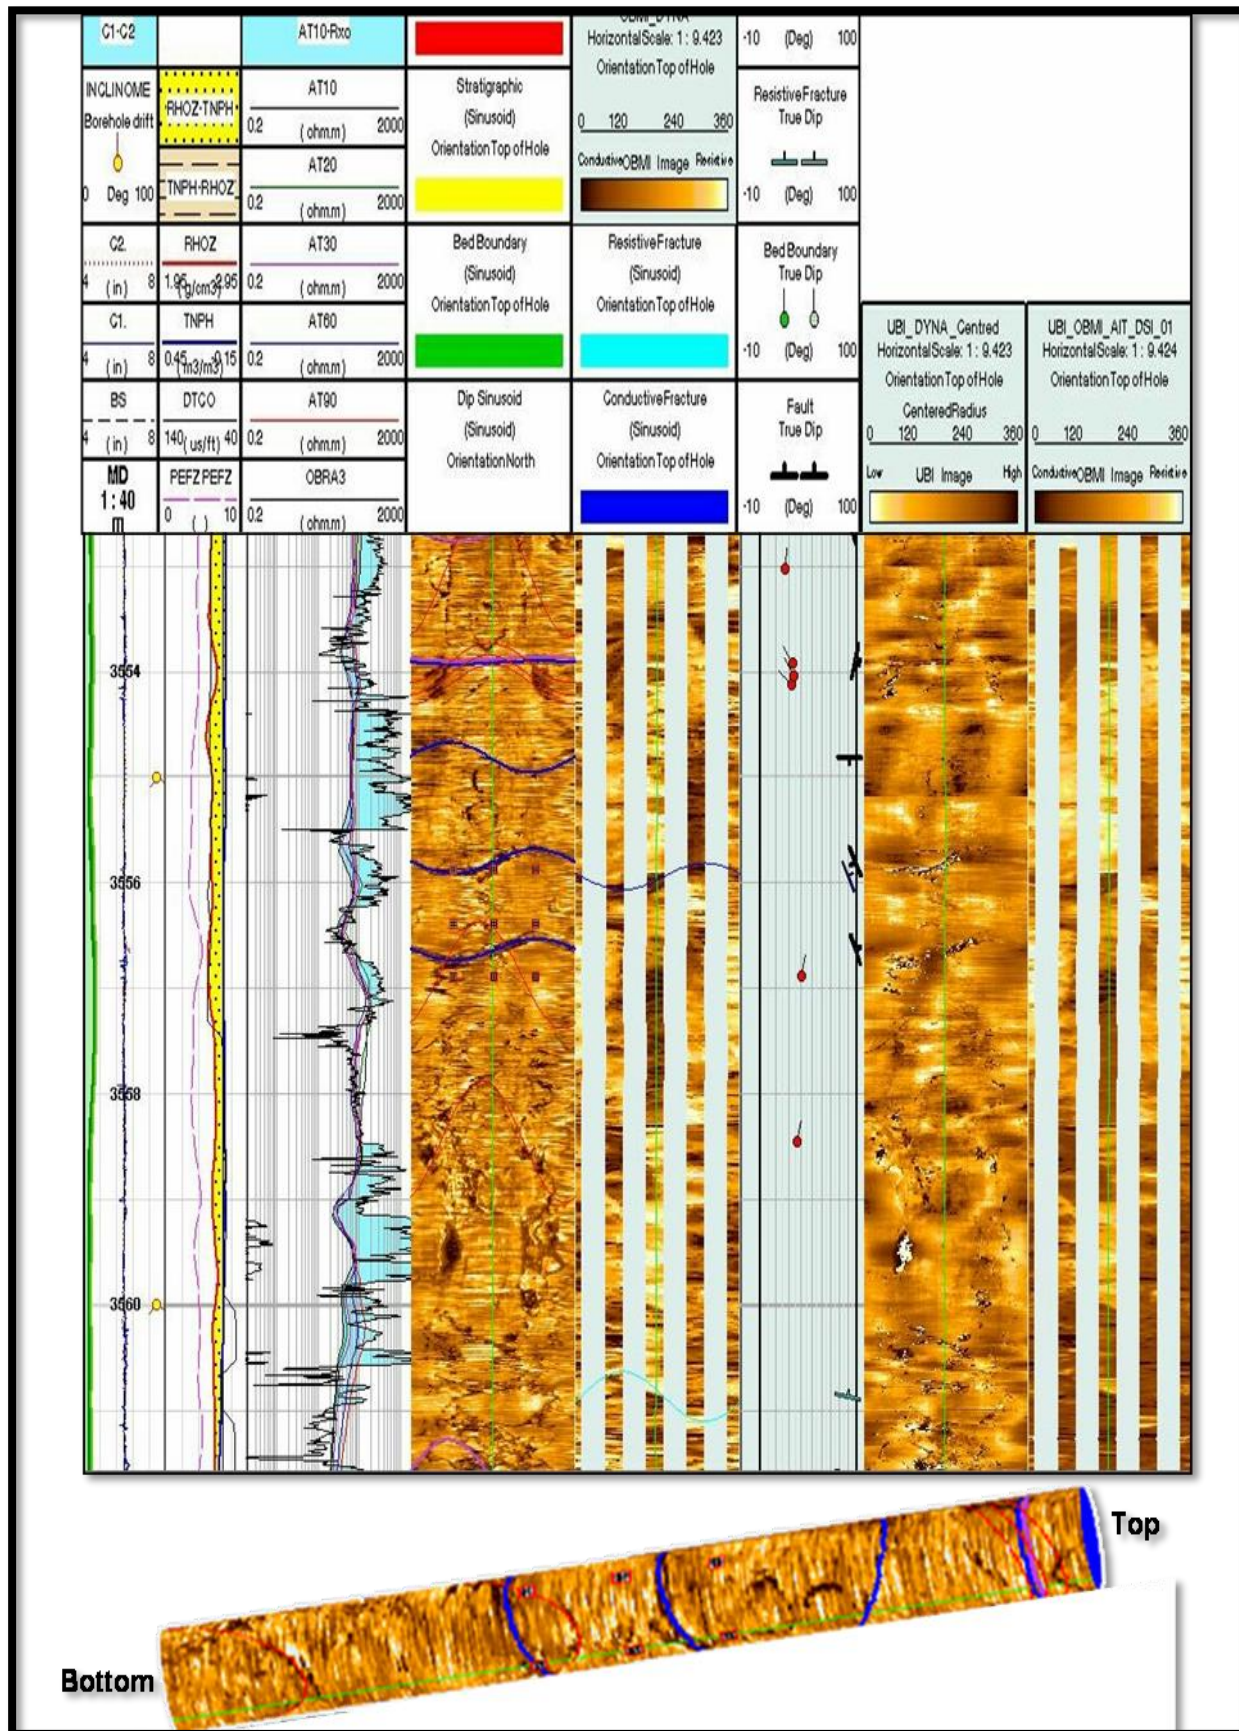 C1-C2
AT10-Rxo
OBMI_DYNA
Horizontal Scale: 1 : 9.423
Orientation Top of Hole
0 120 240 360
Conductive OBMI Image Resistive
-10 (Deg) 100
INCLINOME
Borehole drift
0 Deg 100
RHOZ-TNPH
TNPH-RHOZ
AT10
0.2 (ohm.m) 2000
AT20
0.2 (ohm.m) 2000
Stratigraphic
(Sinusoid)
Orientation Top of Hole
Resistive Fracture
True Dip
-10 (Deg) 100
C2.
4 (in) 8
RHOZ
1.95 (g/cm3) 2.95
AT30
0.2 (ohm.m) 2000
Bed Boundary
(Sinusoid)
Orientation Top of Hole
Resistive Fracture
(Sinusoid)
Orientation Top of Hole
Bed Boundary
True Dip
-10 (Deg) 100
C1.
4 (in) 8
TNPH
0.45 (m3/m3)
AT60
0.2 (ohm.m) 2000
UBI_DYNA_Centred
Horizontal Scale: 1 : 9.423
Orientation Top of Hole
Centered Radius
0 120 240 360
Low UBI Image High
UBI_OBMI_AIT_DSI_01
Horizontal Scale: 1 : 9.424
Orientation Top of Hole
0 120 240 360
Conductive OBMI Image Resistive
BS
4 (in) 8
DTCO
140 (us/ft) 40
AT90
0.2 (ohm.m) 2000
Dip Sinusoid
(Sinusoid)
Orientation North
Conductive Fracture
(Sinusoid)
Orientation Top of Hole
Fault
True Dip
-10 (Deg) 100
MD
1 : 40
m
PEFZ PEFZ
0 ( ) 10
OBRA3
0.2 (ohm.m) 2000
3554
3556
3558
3560
Top
Bottom